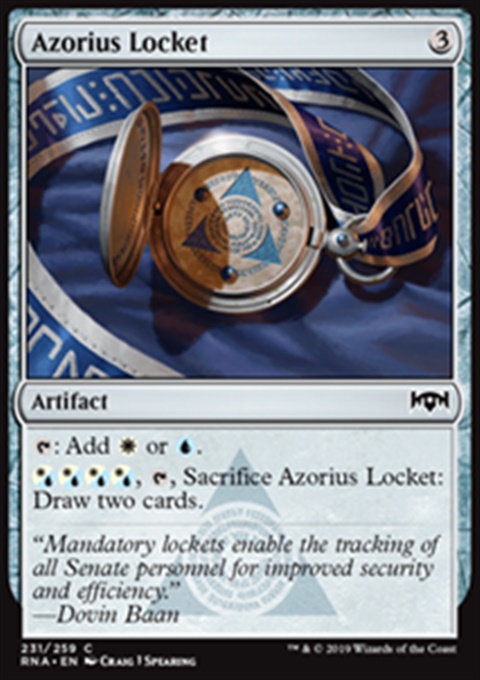 Azorius Locket 3
Artifact
: Add or .
, , Sacrifice Azorius Locket:
Draw two cards.
“Mandatory lockets enable the tracking of
all Senate personnel for improved security
and efficiency.”
—Dovin Baan
231/259 C
RNA • EN Craig J Spearing
™ & © 2019 Wizards of the Coast